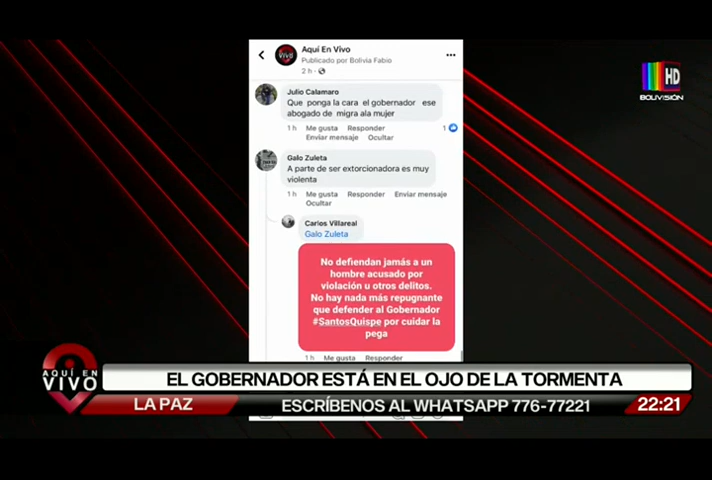 Aquí En Vivo
Publicado por Bolivia Fabio
2 h
HD
BOLIVISIÓN
Julio Calamaro
Que ponga la cara el gobernador ese
abogado de migra ala mujer
1 h Me gusta Responder 1
Enviar mensaje Ocultar
Galo Zuleta
A parte de ser extorcionadora es muy
violenta
1 h Me gusta Responder Enviar mensaje
Ocultar
Carlos Villareal
Galo Zuleta
No defiendan jamás a un
hombre acusado por
violación u otros delitos.
No hay nada más repugnante
que defender al Gobernador
#SantosQuispe por cuidar la
pega
1 h Me gusta Responder
AQUÍ EN
VIVO
EL GOBERNADOR ESTÁ EN EL OJO DE LA TORMENTA
LA PAZ
ESCRÍBENOS AL WHATSAPP 776-77221
22:21